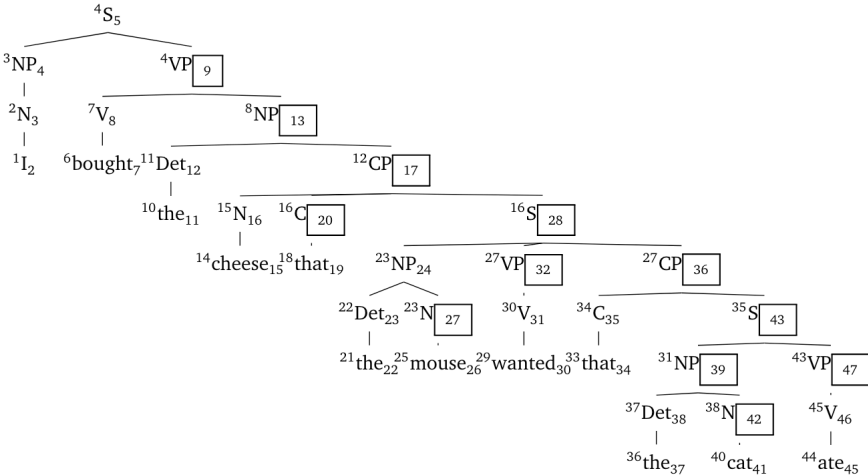 ⁴S₅
³NP₄ ⁴VP 9
²N₃ ⁷V₈ ⁸NP 13
¹I₂ ⁶bought₇ ¹¹Det₁₂ ¹²CP 17
¹⁰the₁₁ ¹⁵N₁₆ ¹⁶C 20 ¹⁶S 28
¹⁴cheese₁₅ ¹⁸that₁₉ ²³NP₂₄ ²⁷VP 32 ²⁷CP 36
²²Det₂₃ ²³N 27 ³⁰V₃₁ ³⁴C₃₅ ³⁵S 43
²¹the₂₂ ²⁵mouse₂₆ ²⁹wanted₃₀ ³³that₃₄ ³¹NP 39 ⁴³VP 47
³⁷Det₃₈ ³⁸N 42 ⁴⁵V₄₆
³⁶the₃₇ ⁴⁰cat₄₁ ⁴⁴ate₄₅